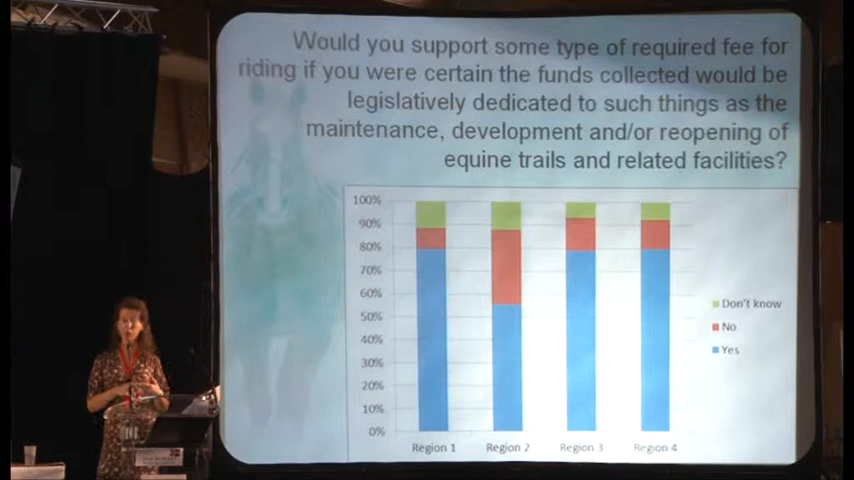 Would you support some type of required fee for
riding if you were certain the funds collected would be
legislatively dedicated to such things as the
maintenance, development and/or reopening of
equine trails and related facilities?
100%
90%
80%
70%
60%
50%
40%
30%
20%
10%
0%
Don't know
No
Yes
Region 1
Region 2
Region 3
Region 4